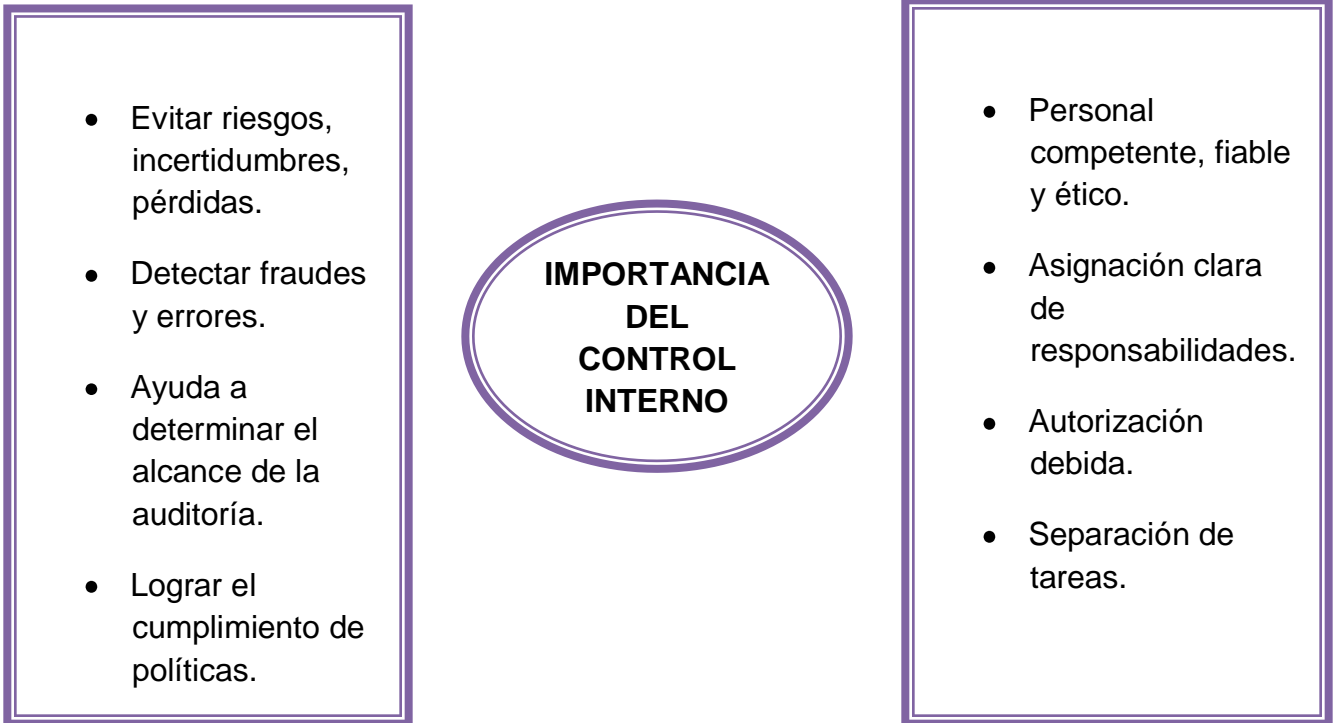 • Evitar riesgos,
incertidumbres,
pérdidas.
• Detectar fraudes
y errores.
• Ayuda a
determinar el
alcance de la
auditoría.
• Lograr el
cumplimiento de
políticas.
IMPORTANCIA
DEL
CONTROL
INTERNO
• Personal
competente, fiable
y ético.
• Asignación clara
de
responsabilidades.
• Autorización
debida.
• Separación de
tareas.